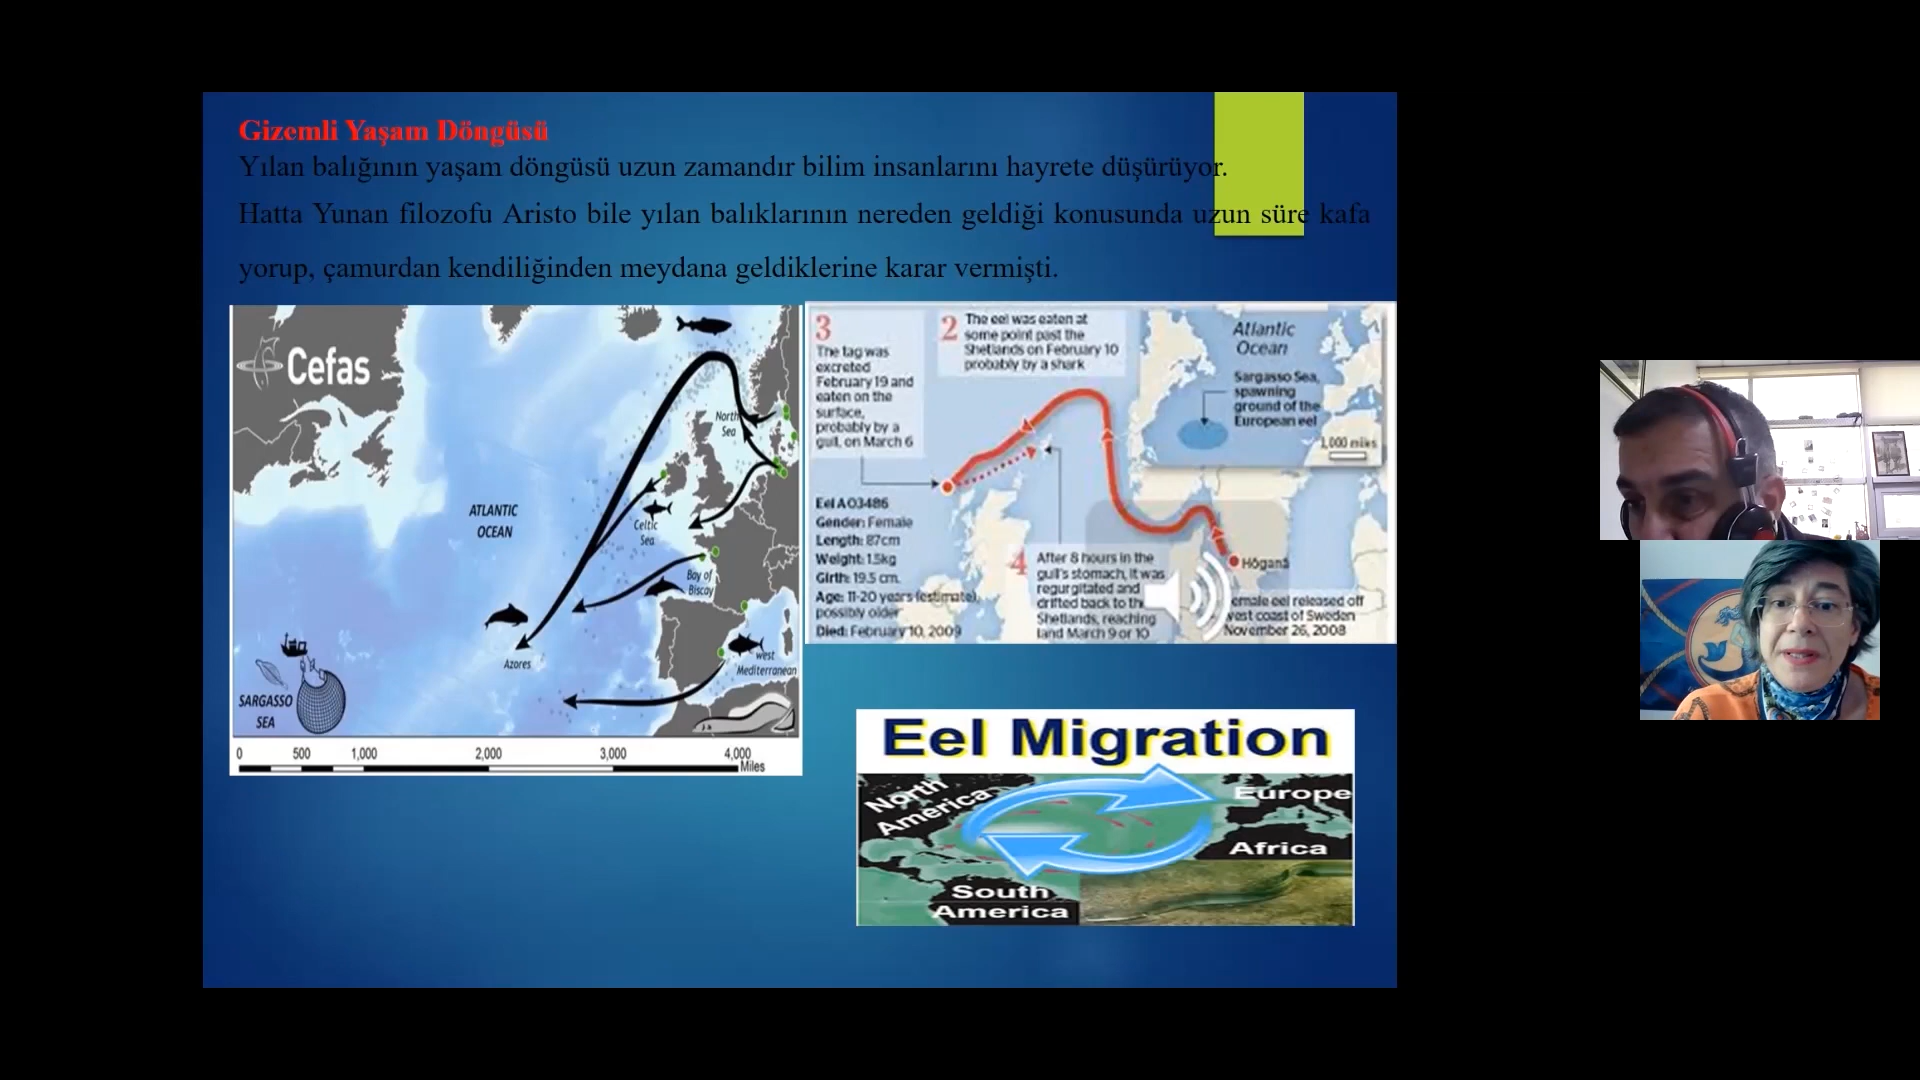 Gizemli Yaşam Döngüsü
Yılan balığının yaşam döngüsü uzun zamandır bilim insanlarını hayrete düşürüyor.
Hatta Yunan filozofu Aristo bile yılan balıklarının nereden geldiği konusunda uzun süre kafa
yorup, çamurdan kendiliğinden meydana geldiklerine karar vermişti.
Cefas
North
Sea
ATLANTIC
OCEAN
Celtic
Sea
Bay of
Biscay
Azores
West
Mediterranean
SARGASSO
SEA
0 500 1,000 2,000 3,000 4,000
Miles
3
The tag was
excreted
February 19 and
eaten on the
surface,
probably by a
gull, on March 6
2
The eel was eaten at
some point past the
Shetlands on February 10
probably by a shark
Atlantic
Ocean
Sargasso Sea,
spawning
ground of the
European eel
1,000 miles
Eel A03486
Gender: Female
Length: 87cm
Weight: 1.5kg
Girth: 19.5 cm
Age: 11-20 years (estimate),
possibly older
Died: February 10, 2009
4
After 8 hours in the
gull's stomach, it was
regurgitated and
drifted back to th
Shetlands, reaching
land March 9 or 10
Höganä
emale eel released off
vest coast of Sweden
November 26, 2008
Eel Migration
North
America
Europe
Africa
South
America